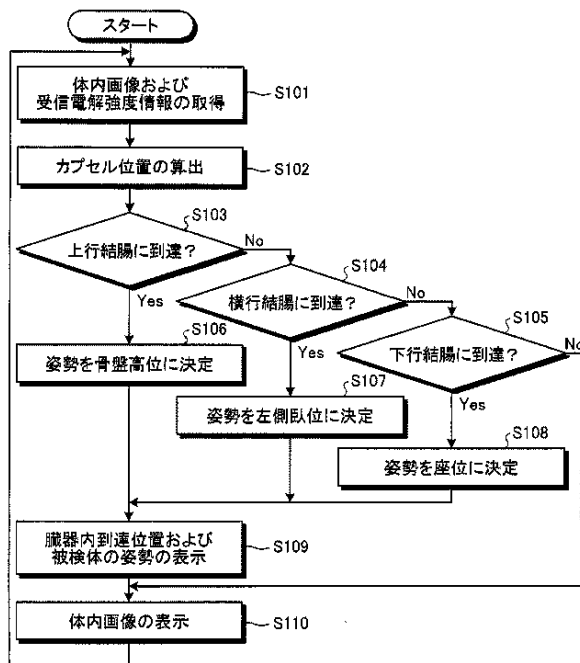 スタート
体内画像および
受信電解強度情報の取得
S101
カプセル位置の算出
S102
S103
上行結腸に到達?
No
S104
Yes
横行結腸に到達?
No
S105
S106
Yes
下行結腸に到達?
No
姿勢を骨盤高位に決定
S107
Yes
姿勢を左側臥位に決定
S108
姿勢を座位に決定
臓器内到達位置および
被検体の姿勢の表示
S109
体内画像の表示
S110